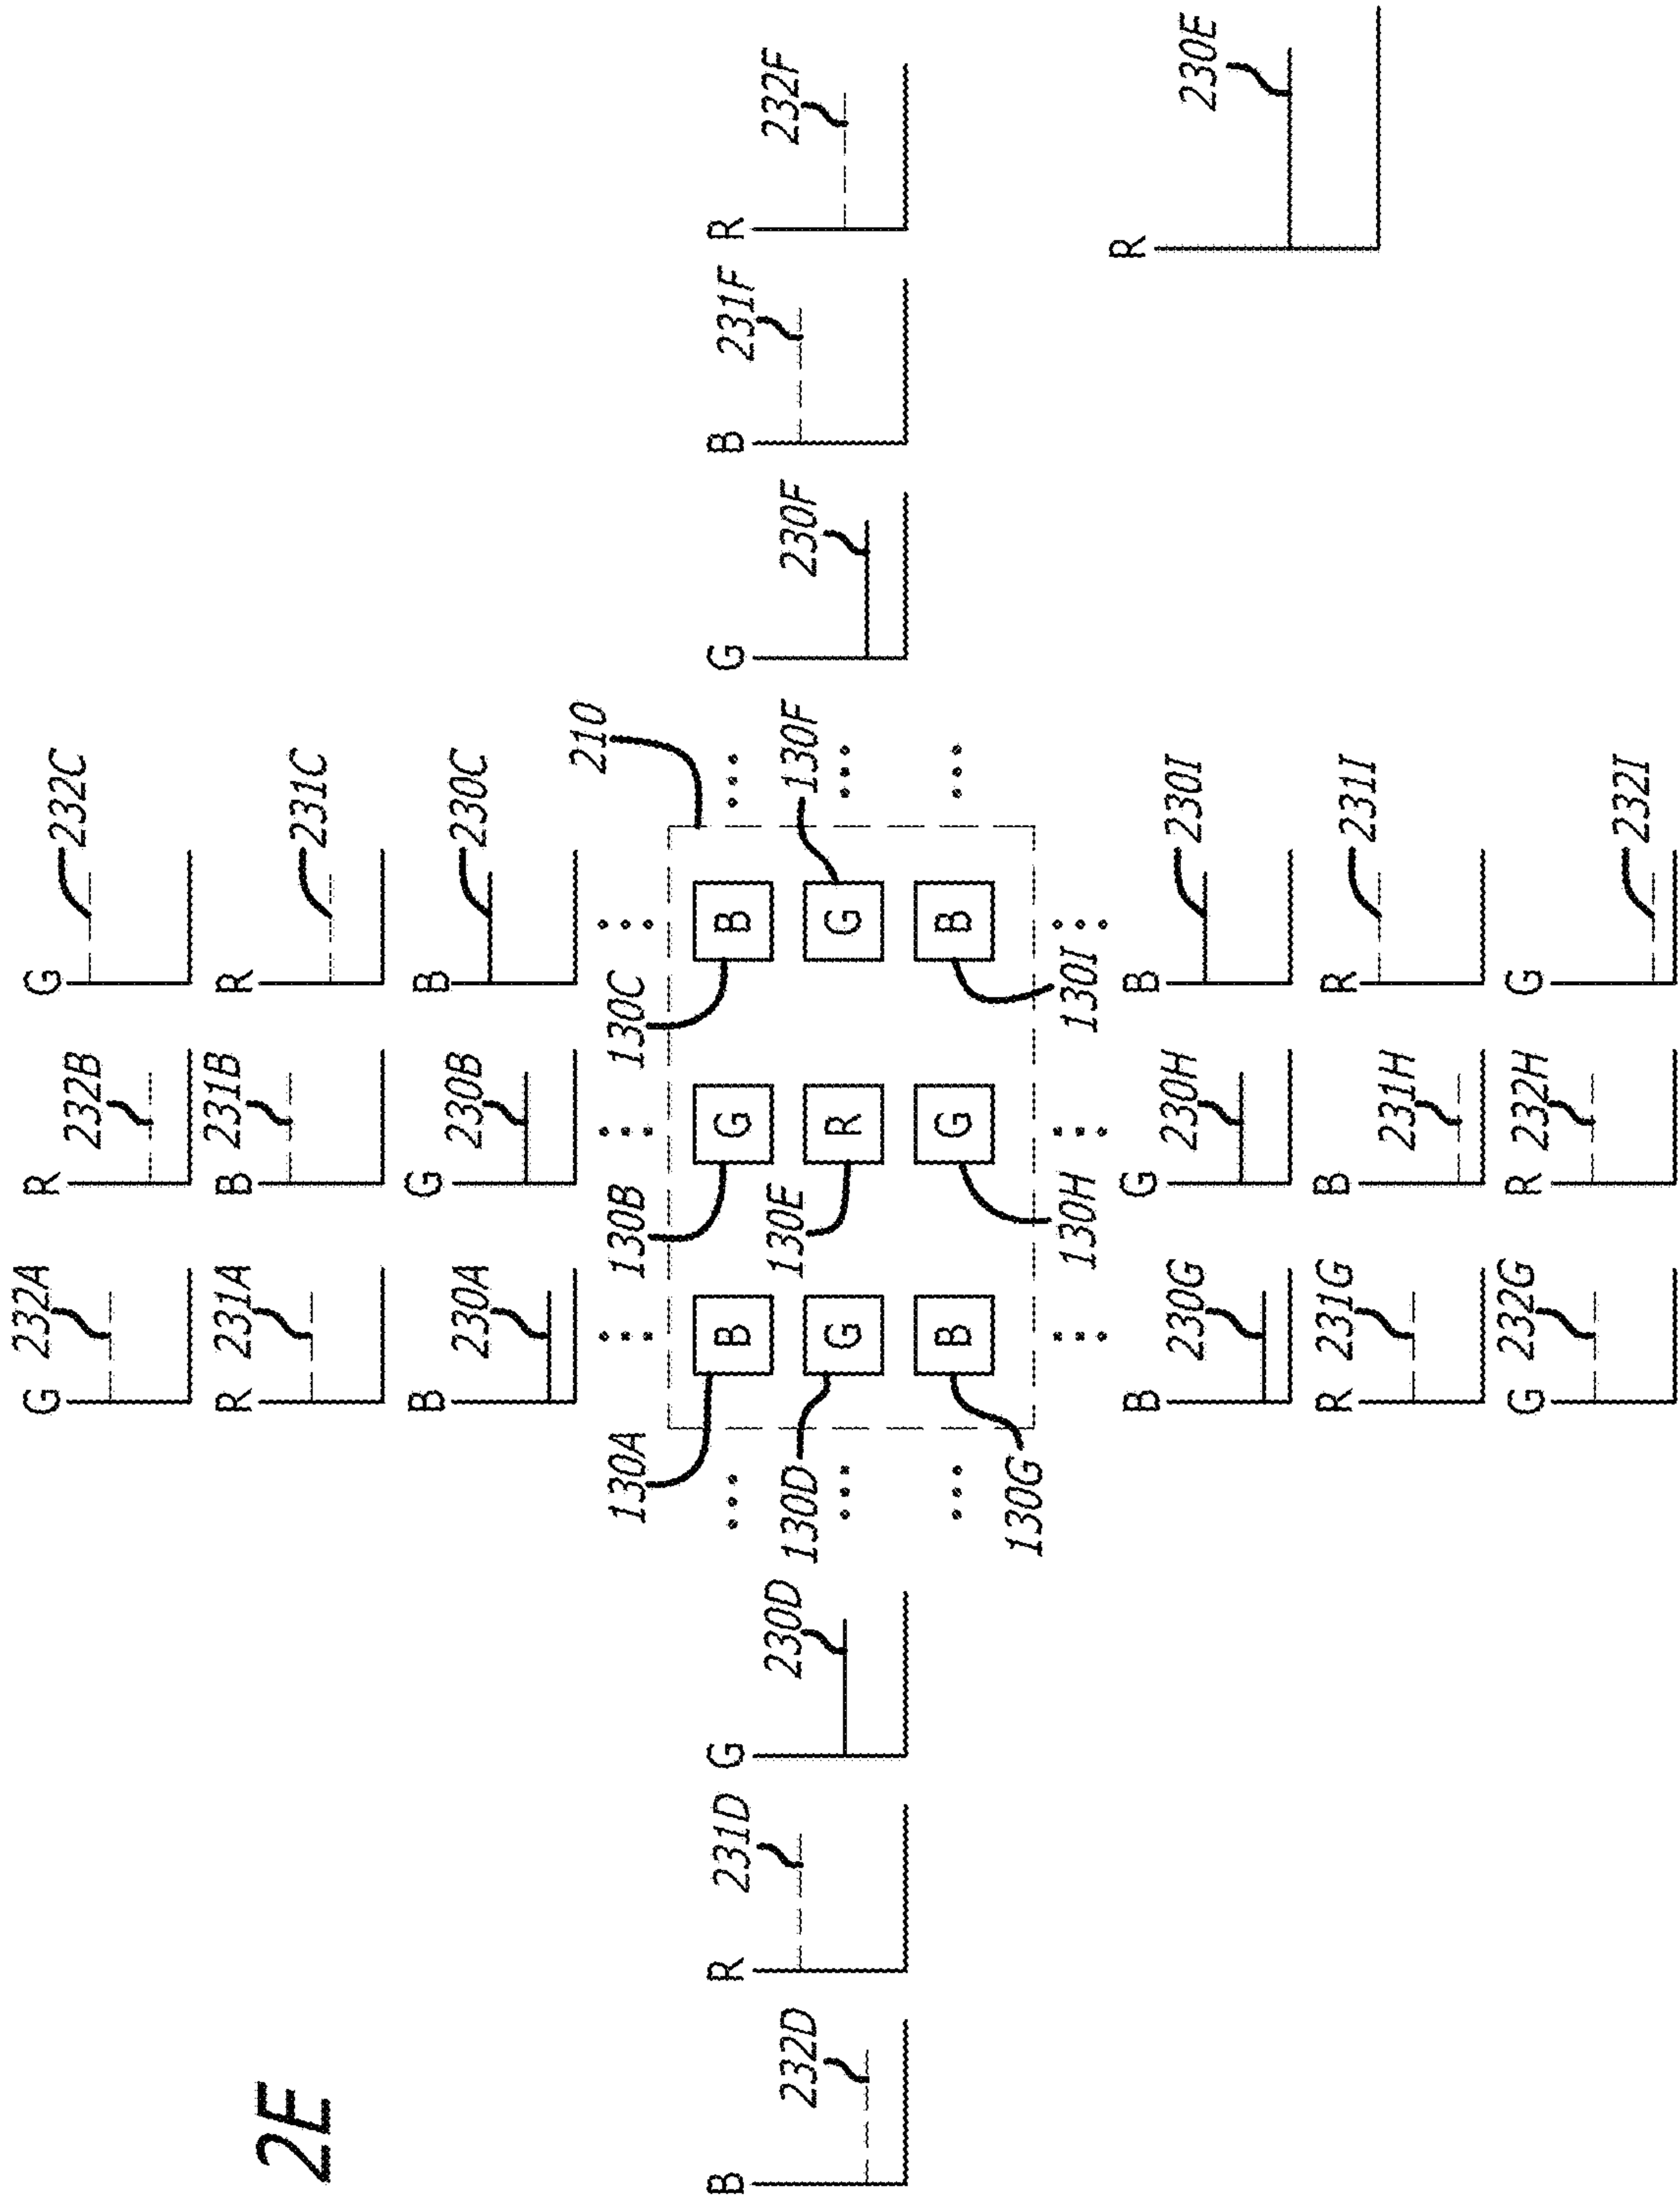 G 232A R 232B G 232C
R 231A B 231B R 231C
2E
B 230A G 230B B 230C
210
130A 130B 130C
B R G B G B G B R
232D 231D 230D 130D 130E 130F 230F 231F 232F
G R G
B G B
130G 130H 130I
B 230G G 230H B 230I R 230E
R 231G B 231H R 231I
G 232G R 232H G 232I